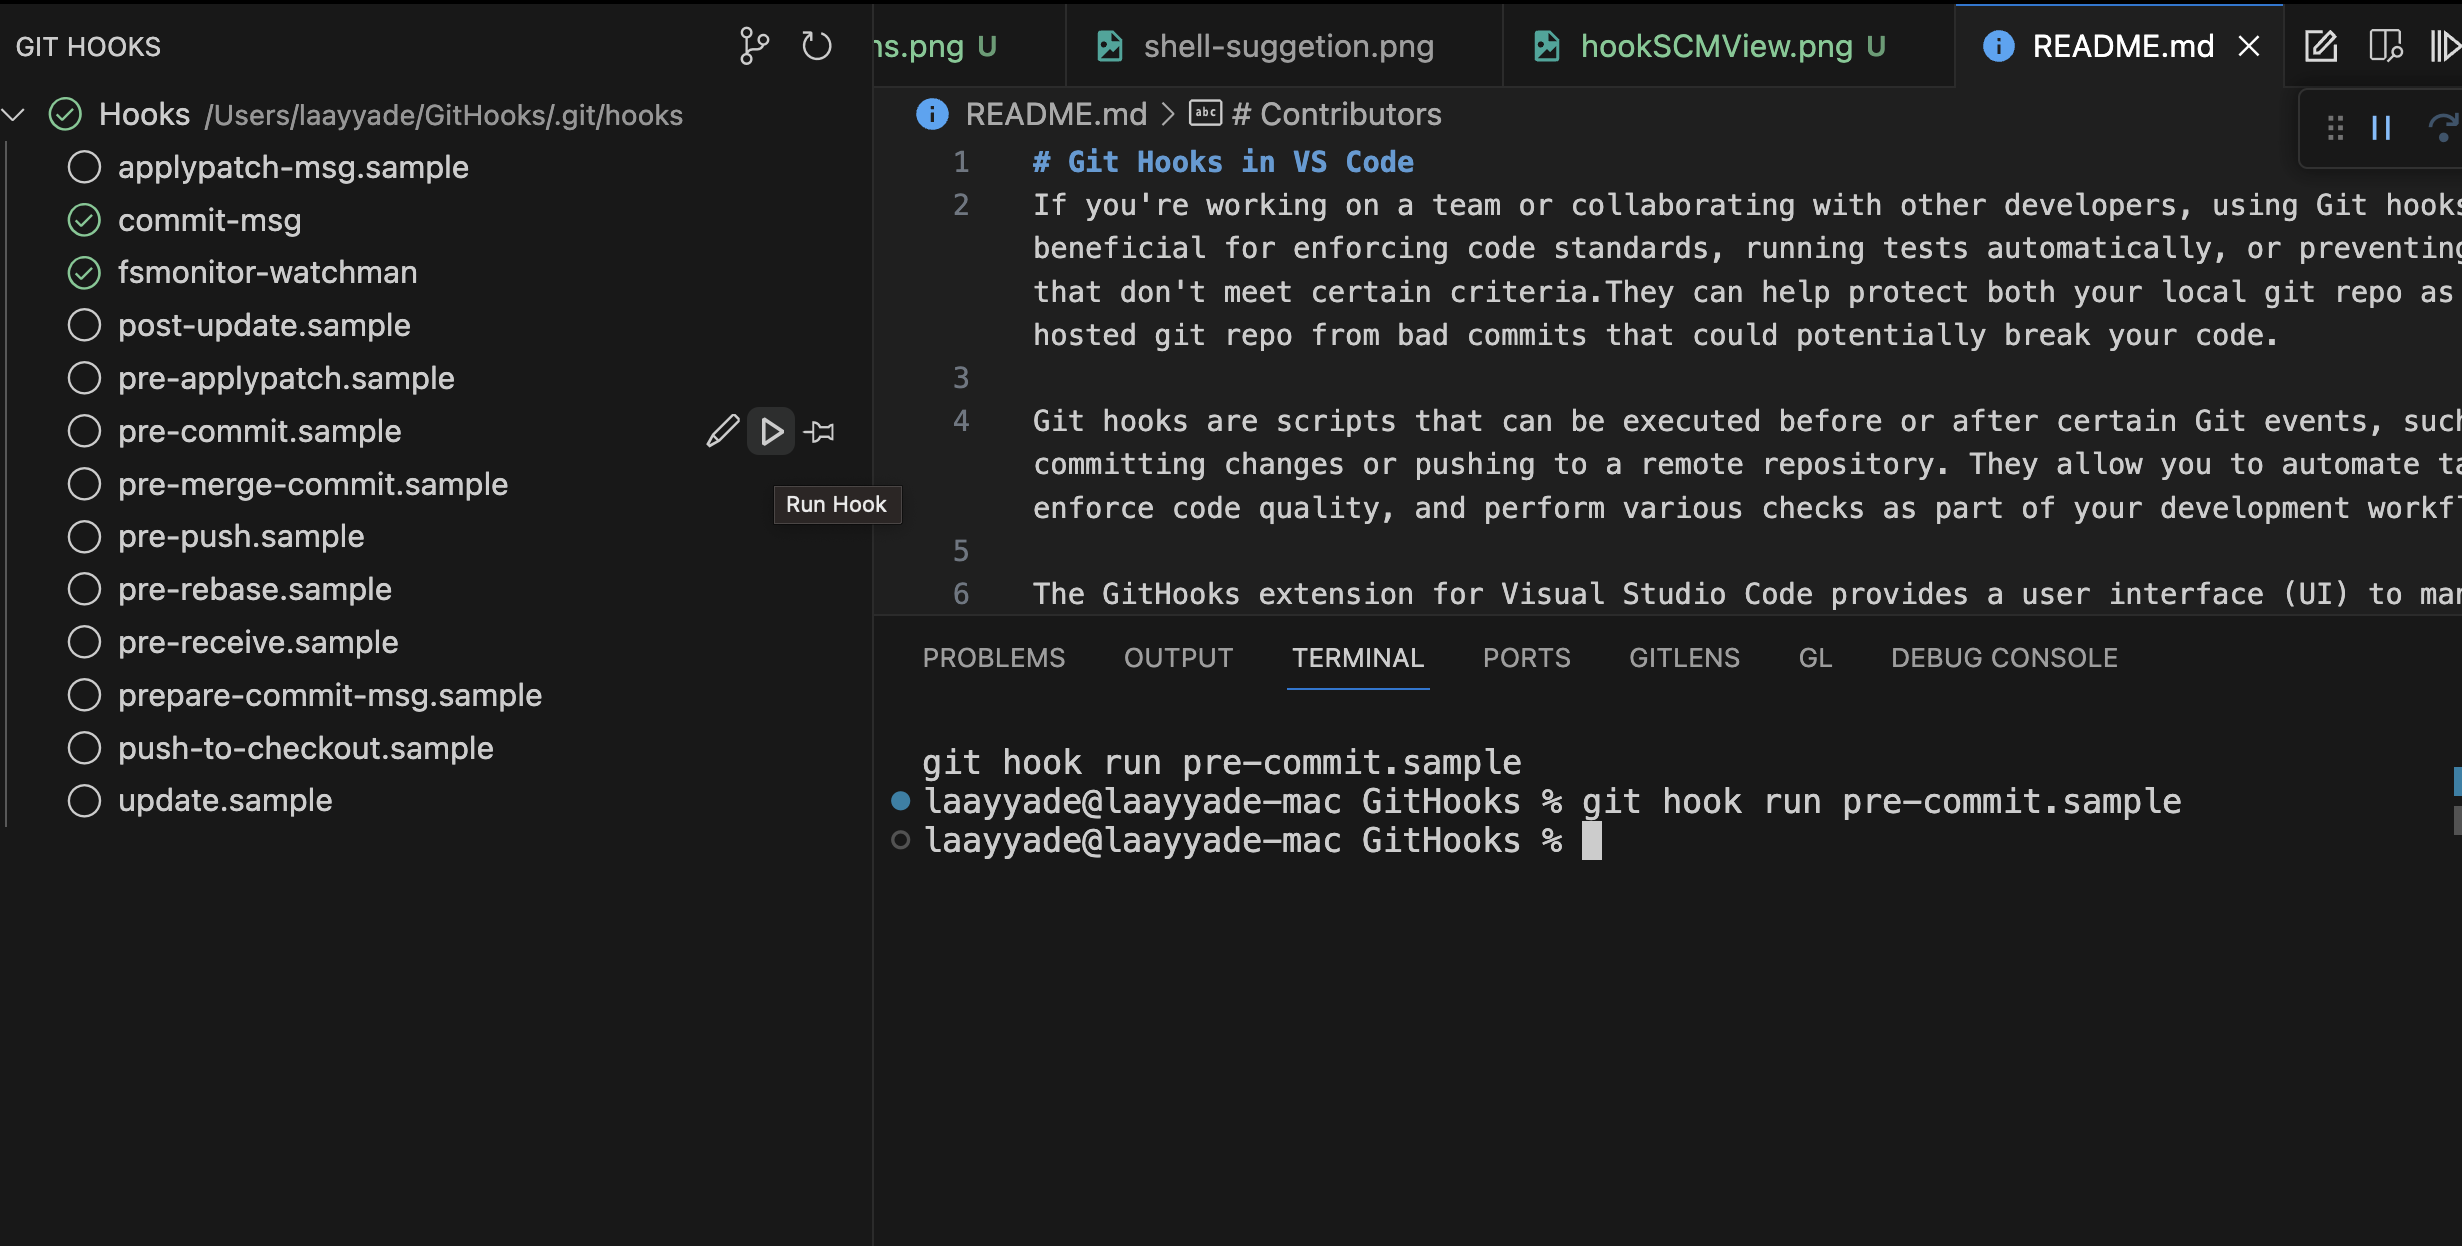 GIT HOOKS
Hooks /Users/laayyade/GitHooks/.git/hooks
applypatch-msg.sample
commit-msg
fsmonitor-watchman
post-update.sample
pre-applypatch.sample
pre-commit.sample
Run Hook
pre-merge-commit.sample
pre-push.sample
pre-rebase.sample
pre-receive.sample
prepare-commit-msg.sample
push-to-checkout.sample
update.sample
ns.png U
shell-suggetion.png
hookSCMView.png U
README.md
README.md > abc # Contributors
1 # Git Hooks in VS Code
2 If you're working on a team or collaborating with other developers, using Git hooks
beneficial for enforcing code standards, running tests automatically, or preventing
that don't meet certain criteria.They can help protect both your local git repo as
hosted git repo from bad commits that could potentially break your code.
3
4 Git hooks are scripts that can be executed before or after certain Git events, such
committing changes or pushing to a remote repository. They allow you to automate ta
enforce code quality, and perform various checks as part of your development workf
5
6 The GitHooks extension for Visual Studio Code provides a user interface (UI) to man
PROBLEMS OUTPUT TERMINAL PORTS GITLENS GL DEBUG CONSOLE
git hook run pre-commit.sample
laayyade@laayyade-mac GitHooks % git hook run pre-commit.sample
laayyade@laayyade-mac GitHooks %